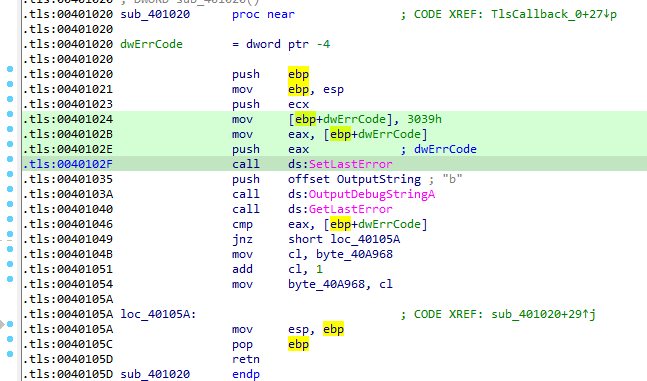 .tls:00401020 ; DWORD sub_401020()
.tls:00401020 sub_401020 proc near ; CODE XREF: TlsCallback_0+27↓p
.tls:00401020
.tls:00401020 dwErrCode = dword ptr -4
.tls:00401020
.tls:00401020 push ebp
.tls:00401021 mov ebp, esp
.tls:00401023 push ecx
.tls:00401024 mov [ebp+dwErrCode], 3039h
.tls:0040102B mov eax, [ebp+dwErrCode]
.tls:0040102E push eax ; dwErrCode
.tls:0040102F call ds:SetLastError
.tls:00401035 push offset OutputString ; "b"
.tls:0040103A call ds:OutputDebugStringA
.tls:00401040 call ds:GetLastError
.tls:00401046 cmp eax, [ebp+dwErrCode]
.tls:00401049 jnz short loc_40105A
.tls:0040104B mov cl, byte_40A968
.tls:00401051 add cl, 1
.tls:00401054 mov byte_40A968, cl
.tls:0040105A
.tls:0040105A loc_40105A: ; CODE XREF: sub_401020+29↑j
.tls:0040105A mov esp, ebp
.tls:0040105C pop ebp
.tls:0040105D retn
.tls:0040105D sub_401020 endp